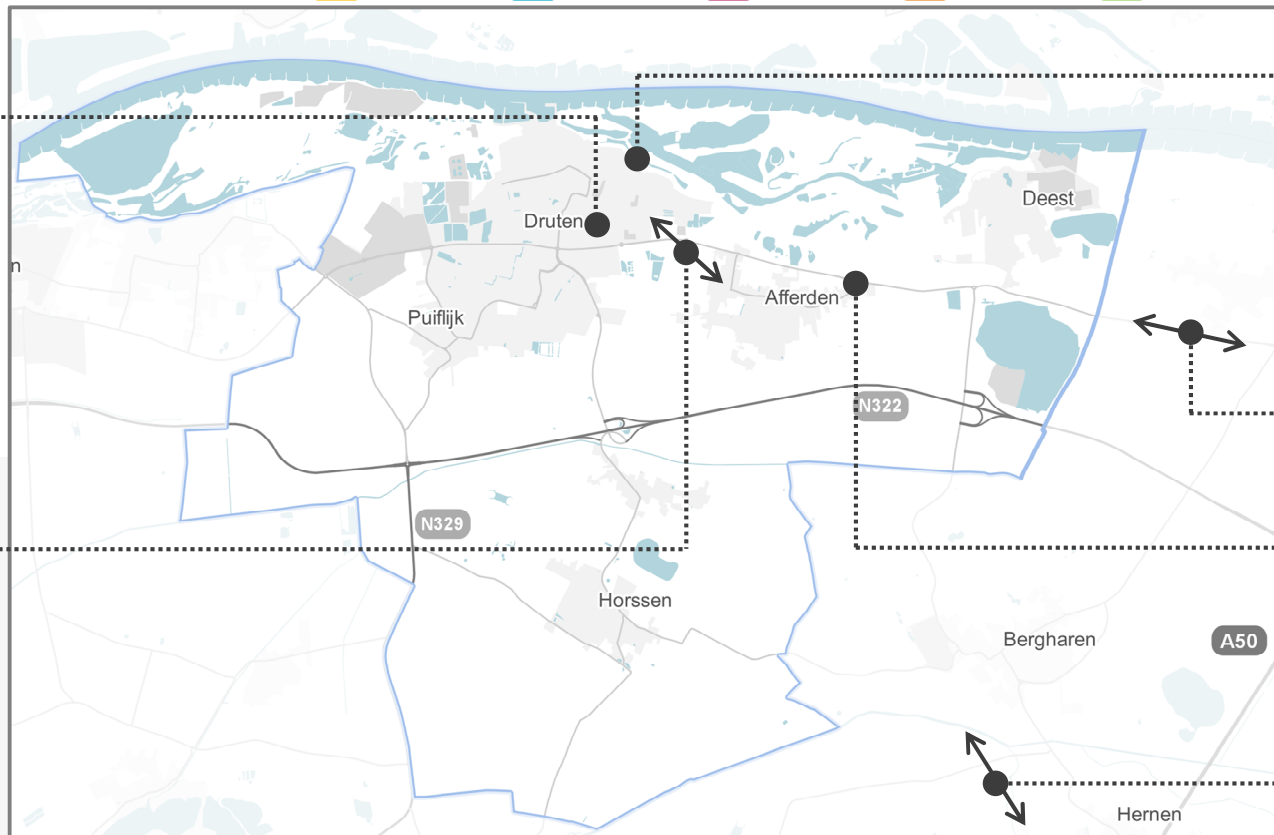 Deest
Druten
n
Afferden
Puiflijk
N322
N329
Horssen
Bergharen
A50
Hernen